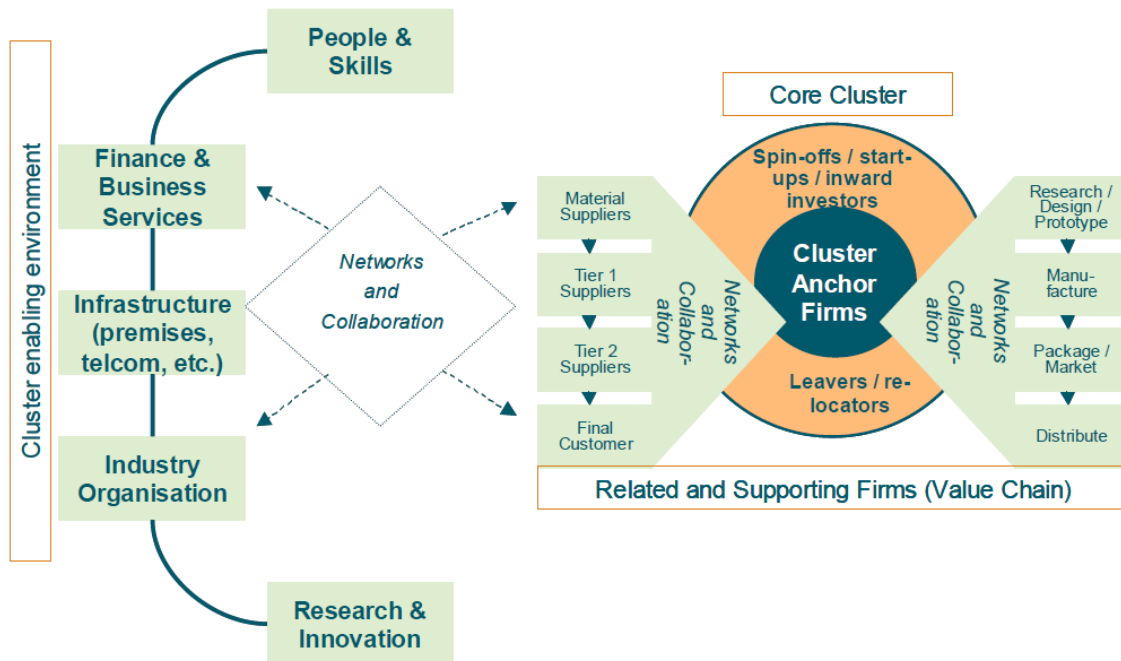 Cluster enabling environment
People &
Skills
Finance &
Business
Services
Infrastructure
(premises,
telcom, etc.)
Industry
Organisation
Research &
Innovation
Networks
and
Collaboration
Core Cluster
Spin-offs / start-
ups / inward
investors
Cluster
Anchor
Firms
Leavers / re-
locators
Material
Suppliers
Tier 1
Suppliers
Tier 2
Suppliers
Final
Customer
Networks
and
Collabor-
ation
Networks
and
Collabor-
ation
Research /
Design /
Prototype
Manu-
facture
Package /
Market
Distribute
Related and Supporting Firms (Value Chain)